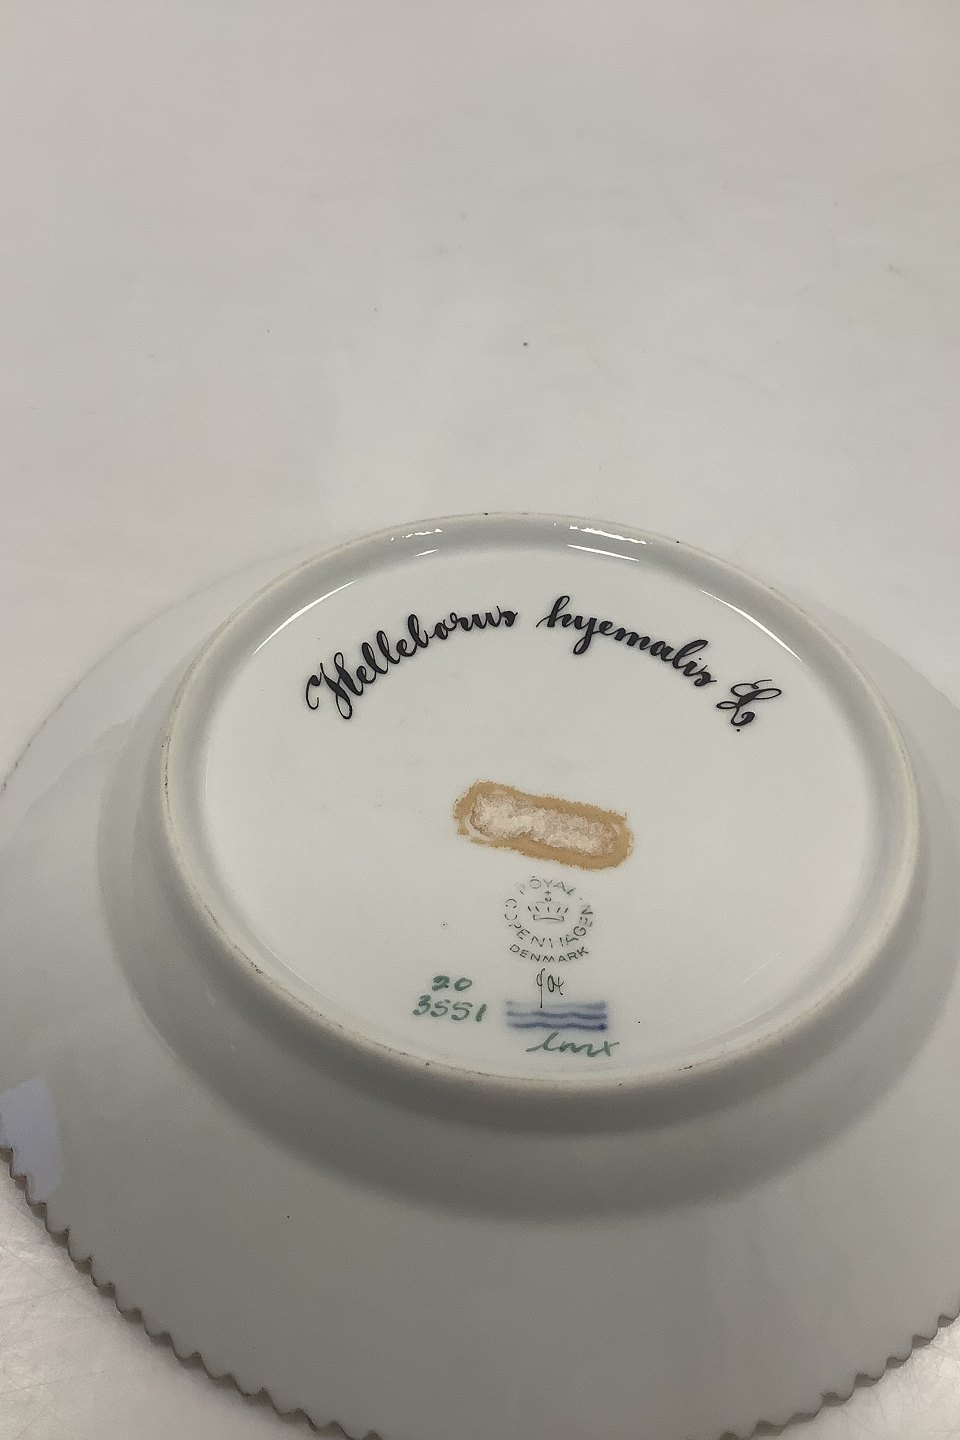 Helleborus hyemalis L.
ROYAL
COPENHAGEN
DENMARK
20
3551